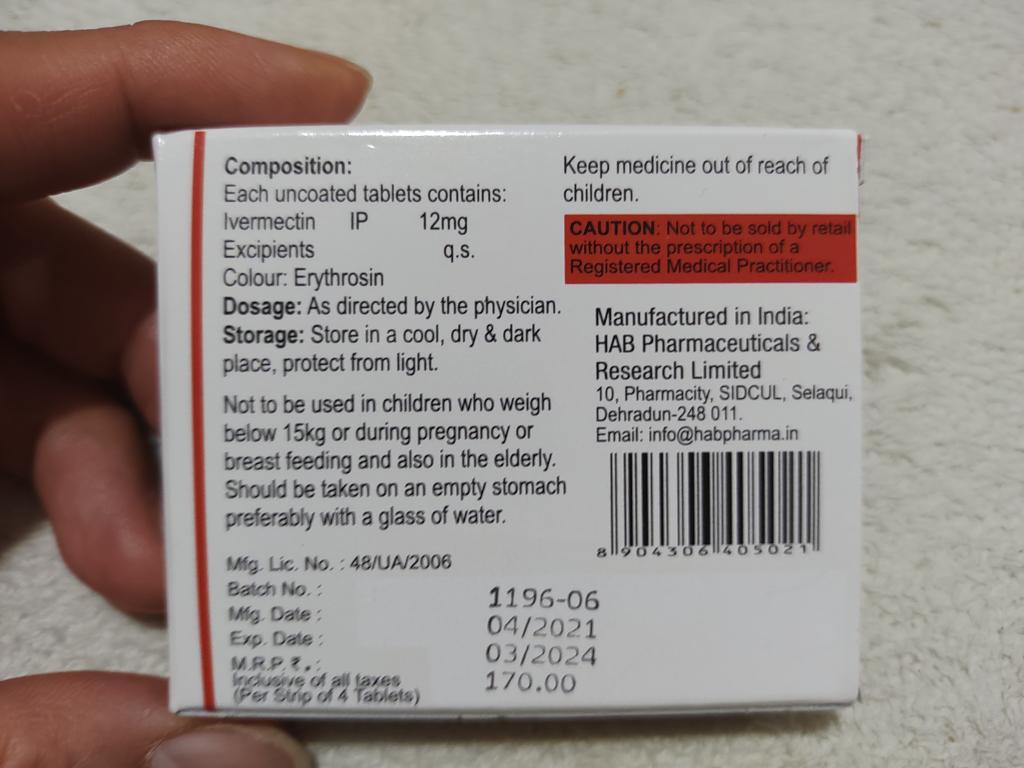 Composition:
Each uncoated tablets contains:
Ivermectin IP 12mg
Excipients q.s.
Colour: Erythrosin
Dosage: As directed by the physician.
Storage: Store in a cool, dry & dark
place, protect from light.
Not to be used in children who weigh
below 15kg or during pregnancy or
breast feeding and also in the elderly.
Should be taken on an empty stomach
preferably with a glass of water.
Keep medicine out of reach of
children.
CAUTION: Not to be sold by retail
without the prescription of a
Registered Medical Practitioner.
Manufactured in India:
HAB Pharmaceuticals &
Research Limited
10, Pharmacity, SIDCUL, Selaqui,
Dehradun-248 011.
Email: info@habpharma.in
8 904306 405021
Mfg. Lic. No. : 48/UA/2006
Batch No. : 1196-06
Mfg. Date : 04/2021
Exp. Date : 03/2024
M.R.P. ₹. : 170.00
Inclusive of all taxes
(Per Strip of 4 Tablets)